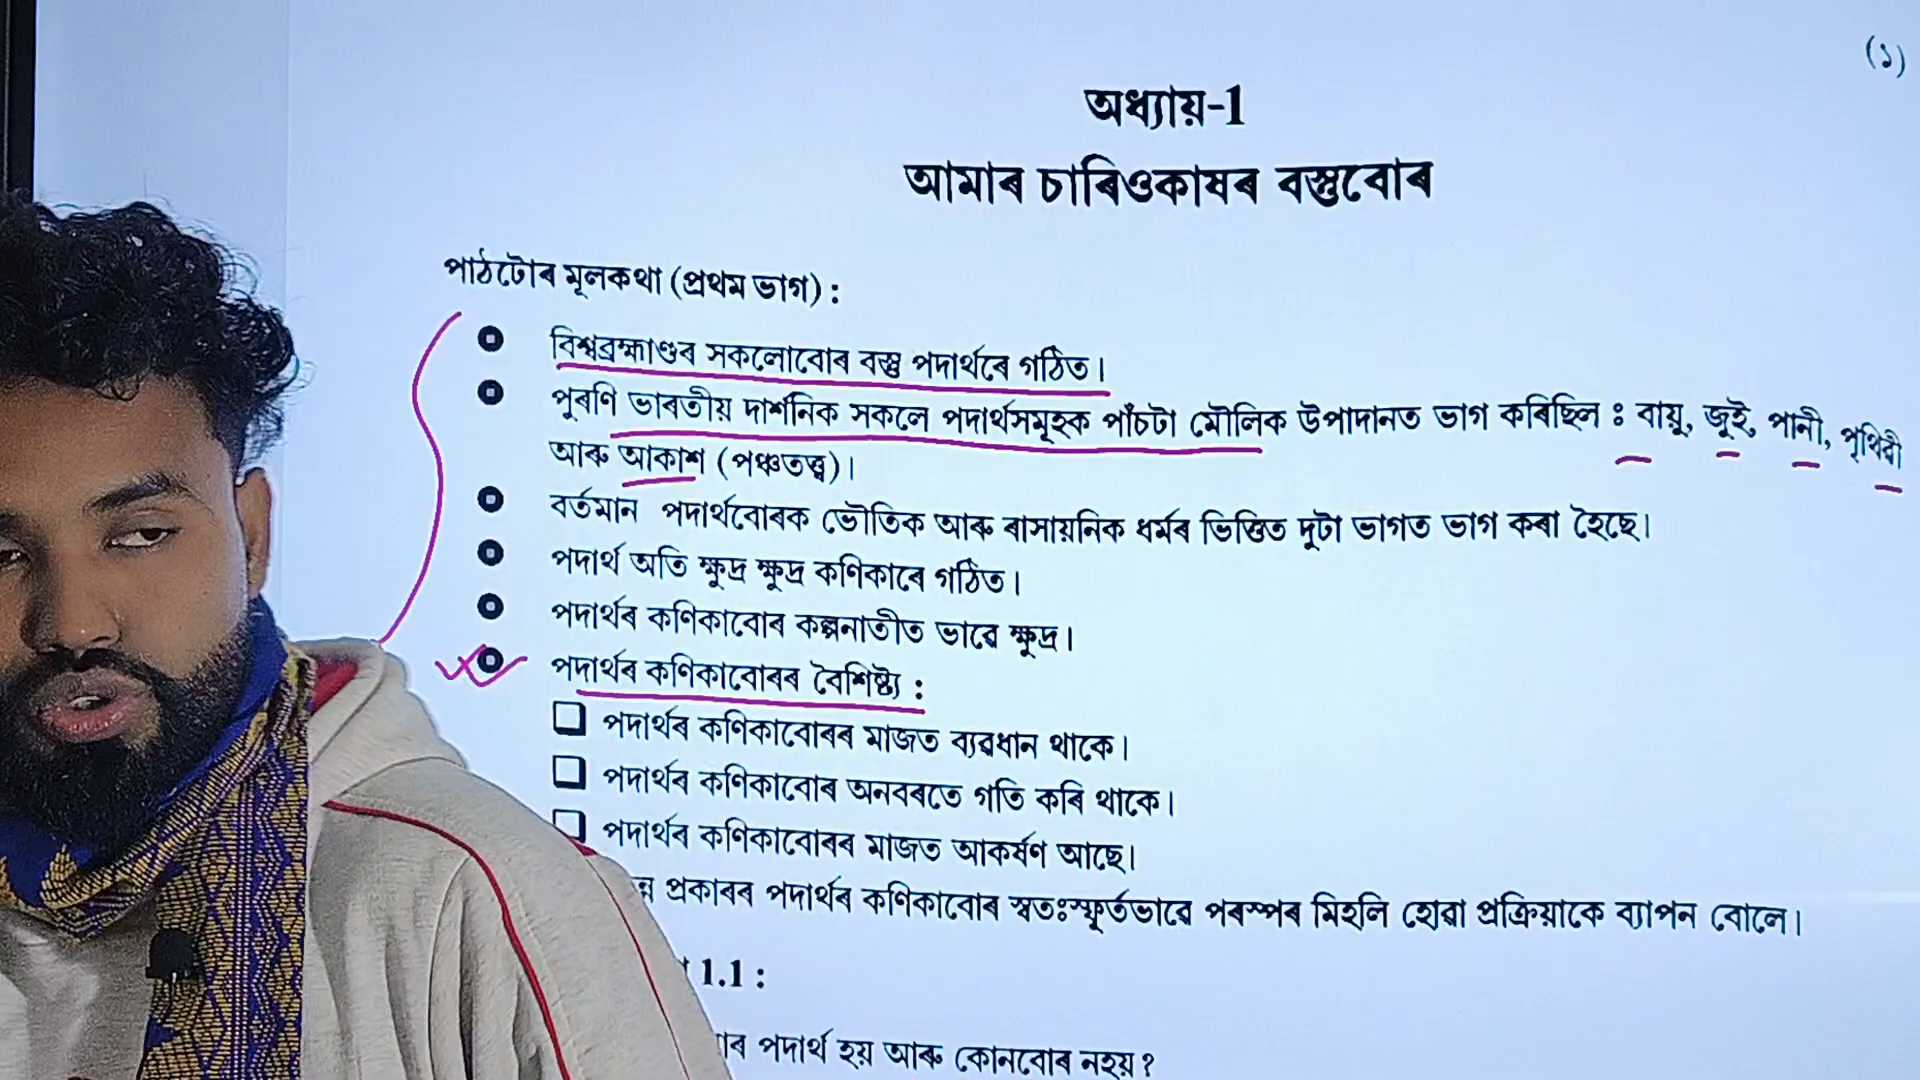 (১)
অধ্যায়-1
আমাৰ চাৰিওকাষৰ বস্তুবোৰ
পাঠটোৰ মূলকথা (প্ৰথম ভাগ) :
বিশ্বব্ৰহ্মাণ্ডৰ সকলোবোৰ বস্তু পদাৰ্থৰে গঠিত।
পুৰণি ভাৰতীয় দাৰ্শনিক সকলে পদাৰ্থসমূহক পাঁচটা মৌলিক উপাদানত ভাগ কৰিছিল : বায়ু, জুই, পানী, পৃথিৱী
আৰু আকাশ (পঞ্চতত্ত্ব)।
বৰ্তমান পদাৰ্থবোৰক ভৌতিক আৰু ৰাসায়নিক ধৰ্মৰ ভিত্তিত দুটা ভাগত ভাগ কৰা হৈছে।
পদাৰ্থ অতি ক্ষুদ্ৰ ক্ষুদ্ৰ কণিকাৰে গঠিত।
পদাৰ্থৰ কণিকাবোৰ কল্পনাতীত ভাৱে ক্ষুদ্ৰ।
পদাৰ্থৰ কণিকাবোৰৰ বৈশিষ্ট্য :
পদাৰ্থৰ কণিকাবোৰৰ মাজত ব্যৱধান থাকে।
পদাৰ্থৰ কণিকাবোৰ অনবৰতে গতি কৰি থাকে।
পদাৰ্থৰ কণিকাবোৰৰ মাজত আকৰ্ষণ আছে।
প্ৰকাৰৰ পদাৰ্থৰ কণিকাবোৰ স্বতঃস্ফূৰ্তভাৱে পৰস্পৰ মিহলি হোৱা প্ৰক্ৰিয়াকে ব্যাপন বোলে।
1.1 :
পদাৰ্থ হয় আৰু কোনবোৰ নহয়?